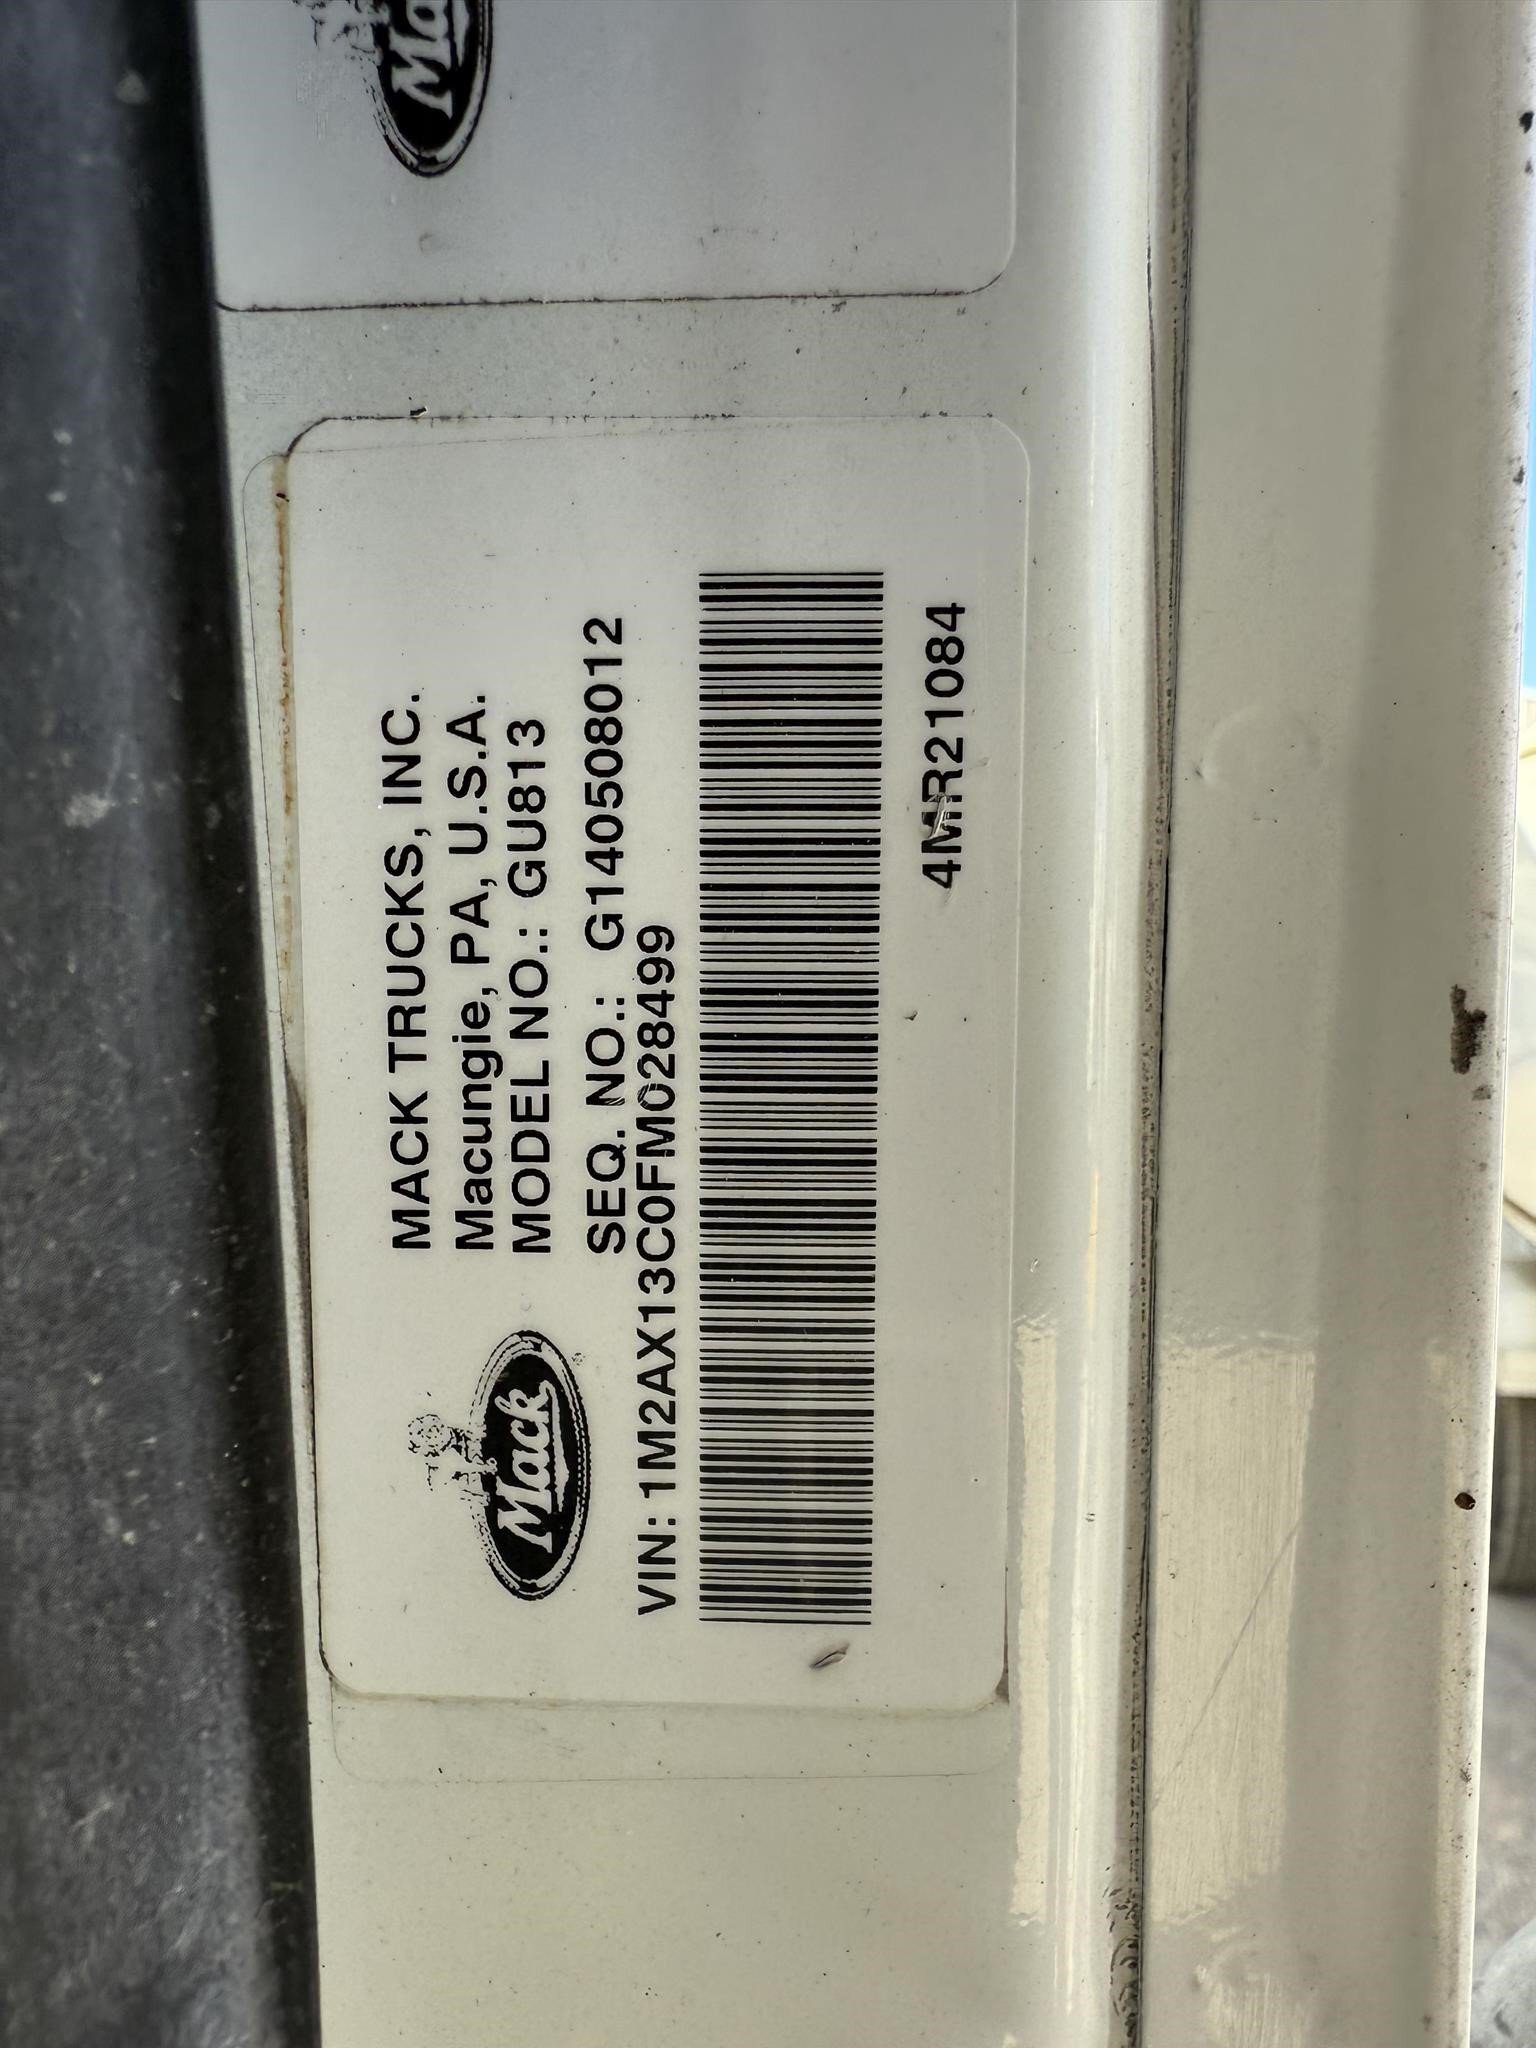 Mack
MACK TRUCKS, INC.
Macungie, PA, U.S.A.
MODEL NO.: GU813
SEQ. NO.: G140508012
VIN: 1M2AX13C0FM028499
4MR21084